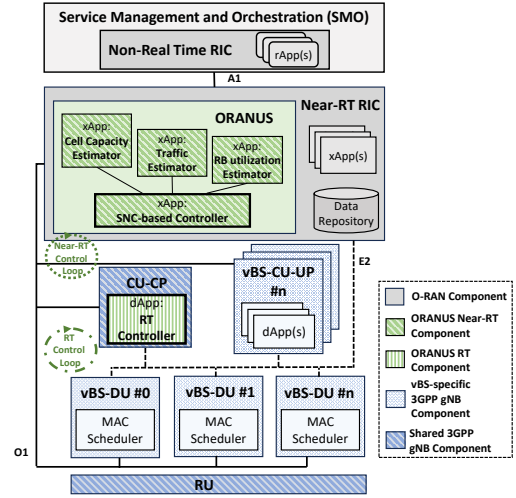 Service Management and Orchestration (SMO)
Non-Real Time RIC
rApp(s)
A1
Near-RT RIC
ORANUS
xApp:
Cell Capacity
Estimator
xApp:
Traffic
Estimator
xApp:
RB utilization
Estimator
xApp:
SNC-based Controller
xApp(s)
Data
Repository
Near-RT
Control
Loop
E2
CU-CP
dApp:
RT
Controller
vBS-CU-UP
#n
dApp(s)
RT
Control
Loop
vBS-DU #0
MAC
Scheduler
vBS-DU #1
MAC
Scheduler
vBS-DU #n
MAC
Scheduler
O1
RU
O-RAN Component
ORANUS Near-RT
Component
ORANUS RT
Component
vBS-specific
3GPP gNB
Component
Shared 3GPP
gNB Component